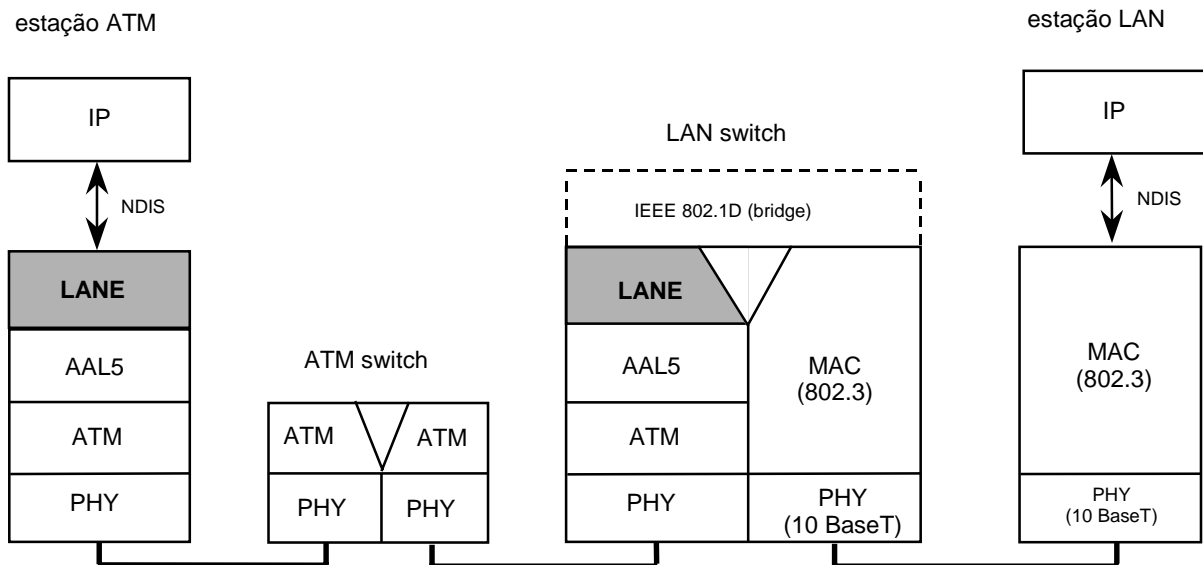 estação ATM
IP
NDIS
LANE
AAL5
ATM
PHY
ATM switch
ATM
ATM
PHY
PHY
LAN switch
IEEE 802.1D (bridge)
LANE
AAL5
ATM
PHY
MAC
(802.3)
PHY
(10 BaseT)
estação LAN
IP
NDIS
MAC
(802.3)
PHY
(10 BaseT)